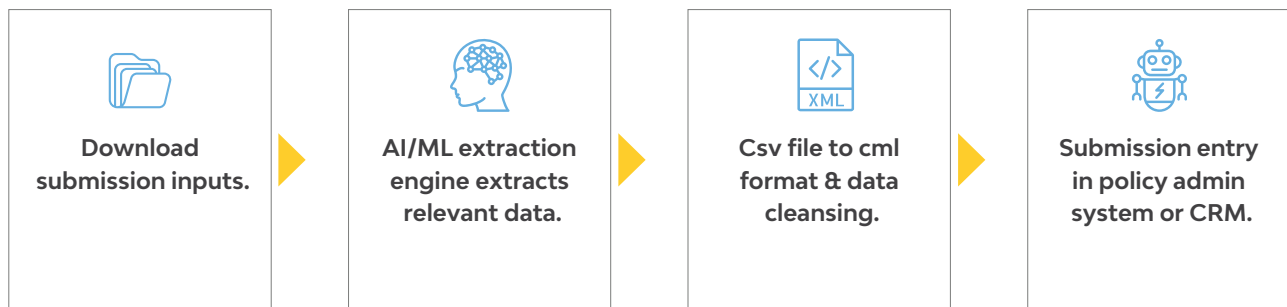 Download
submission inputs.
AI/ML extraction
engine extracts
relevant data.
</>
XML
Csv file to cml
format & data
cleansing.
Submission entry
in policy admin
system or CRM.